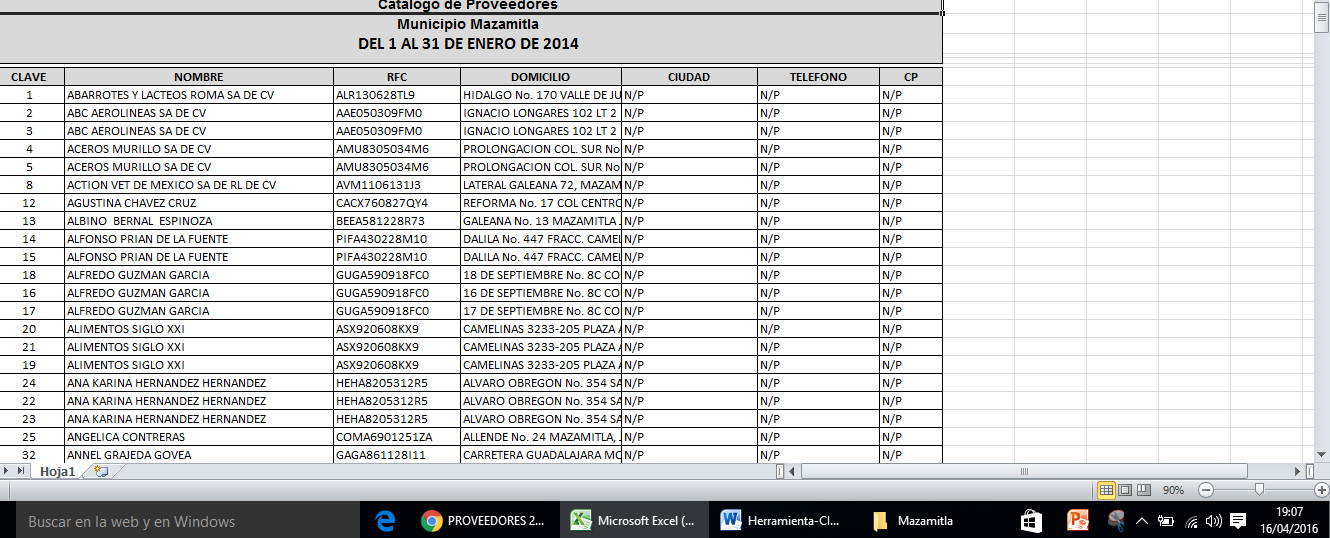 Catalogo de Proveedores
Municipio Mazamitla
DEL 1 AL 31 DE ENERO DE 2014
CLAVE NOMBRE RFC DOMICILIO CIUDAD TELEFONO CP
1 ABARROTES Y LACTEOS ROMA SA DE CV ALR130628TL9 HIDALGO No. 170 VALLE DE JU N/P N/P N/P
2 ABC AEROLINEAS SA DE CV AAE050309FM0 IGNACIO LONGARES 102 LT 2 N/P N/P N/P
3 ABC AEROLINEAS SA DE CV AAE050309FM0 IGNACIO LONGARES 102 LT 2 N/P N/P N/P
4 ACEROS MURILLO SA DE CV AMU8305034M6 PROLONGACION COL. SUR No N/P N/P N/P
5 ACEROS MURILLO SA DE CV AMU8305034M6 PROLONGACION COL. SUR No N/P N/P N/P
8 ACTION VET DE MEXICO SA DE RL DE CV AVM1106131J3 LATERAL GALEANA 72, MAZAM N/P N/P N/P
12 AGUSTINA CHAVEZ CRUZ CACX760827QY4 REFORMA No. 17 COL CENTRO N/P N/P N/P
13 ALBINO BERNAL ESPINOZA BEEA581228R73 GALEANA No. 13 MAZAMITLA N/P N/P N/P
14 ALFONSO PRIAN DE LA FUENTE PIFA430228M10 DALILA No. 447 FRACC. CAMEL N/P N/P N/P
15 ALFONSO PRIAN DE LA FUENTE PIFA430228M10 DALILA No. 447 FRACC. CAMEL N/P N/P N/P
18 ALFREDO GUZMAN GARCIA GUGA590918FC0 18 DE SEPTIEMBRE No. 8C CO N/P N/P N/P
16 ALFREDO GUZMAN GARCIA GUGA590918FC0 16 DE SEPTIEMBRE No. 8C CO N/P N/P N/P
17 ALFREDO GUZMAN GARCIA GUGA590918FC0 17 DE SEPTIEMBRE No. 8C CO N/P N/P N/P
20 ALIMENTOS SIGLO XXI ASX920608KX9 CAMELINAS 3233-205 PLAZA A N/P N/P N/P
21 ALIMENTOS SIGLO XXI ASX920608KX9 CAMELINAS 3233-205 PLAZA A N/P N/P N/P
19 ALIMENTOS SIGLO XXI ASX920608KX9 CAMELINAS 3233-205 PLAZA A N/P N/P N/P
24 ANA KARINA HERNANDEZ HERNANDEZ HEHA8205312R5 ALVARO OBREGON No. 354 SA N/P N/P N/P
22 ANA KARINA HERNANDEZ HERNANDEZ HEHA8205312R5 ALVARO OBREGON No. 354 SA N/P N/P N/P
23 ANA KARINA HERNANDEZ HERNANDEZ HEHA8205312R5 ALVARO OBREGON No. 354 SA N/P N/P N/P
25 ANGELICA CONTRERAS COMA6901251ZA ALLENDE No. 24 MAZAMITLA, N/P N/P N/P
32 ANNEL GRAJEDA GOVEA GAGA861128I11 CARRETERA GUADALAJARA MO N/P N/P N/P
Hoja1
90%
Buscar en la web y en Windows PROVEEDORES 2... Microsoft Excel (... Herramienta-Cl... Mazamitla 19:07
16/04/2016